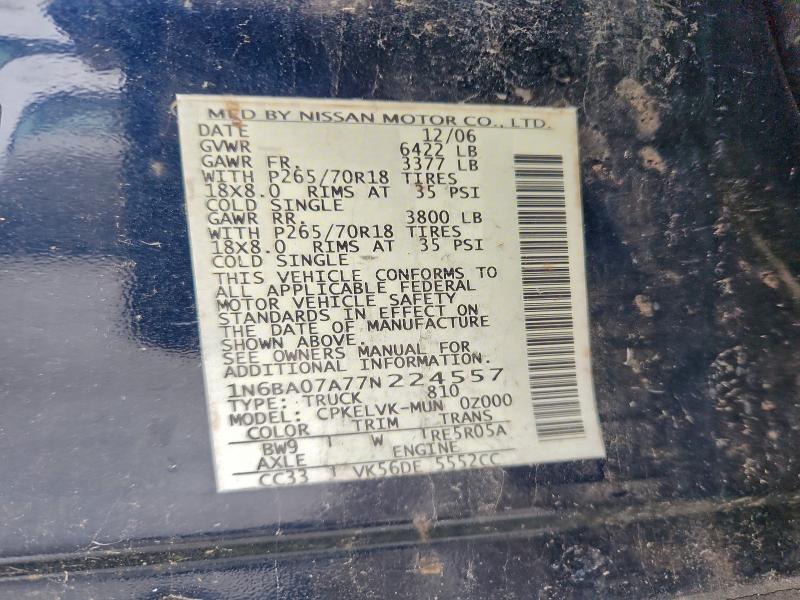 MFD BY NISSAN MOTOR CO., LTD.
DATE 12/06
GVWR 6422 LB
GAWR FR. 3377 LB
WITH P265/70R18 TIRES
18X8.0 RIMS AT 35 PSI
COLD SINGLE
GAWR RR. 3800 LB
WITH P265/70R18 TIRES
18X8.0 RIMS AT 35 PSI
COLD SINGLE
THIS VEHICLE CONFORMS TO
ALL APPLICABLE FEDERAL
MOTOR VEHICLE SAFETY
STANDARDS IN EFFECT ON
THE DATE OF MANUFACTURE
SHOWN ABOVE.
SEE OWNERS MANUAL FOR
ADDITIONAL INFORMATION.
1N6BA07A77N224557
TYPE: TRUCK 810
MODEL: CPKELVK-MUN 0Z000
COLOR TRIM TRANS
BW9 W TRE5R05A
AXLE ENGINE
CC33 VK56DE 5552CC